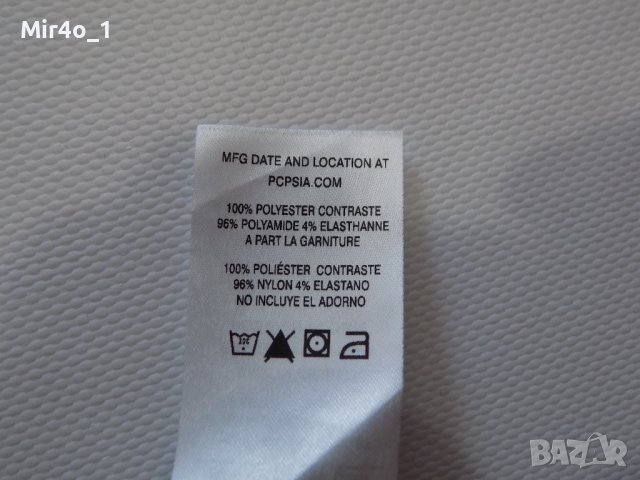 Mir4o_1
MFG DATE AND LOCATION AT
PCPSIA.COM
100% POLYESTER CONTRASTE
96% POLYAMIDE 4% ELASTHANNE
A PART LA GARNITURE
100% POLIÉSTER CONTRASTE
96% NYLON 4% ELASTANO
NO INCLUYE EL ADORNO
BAZAR